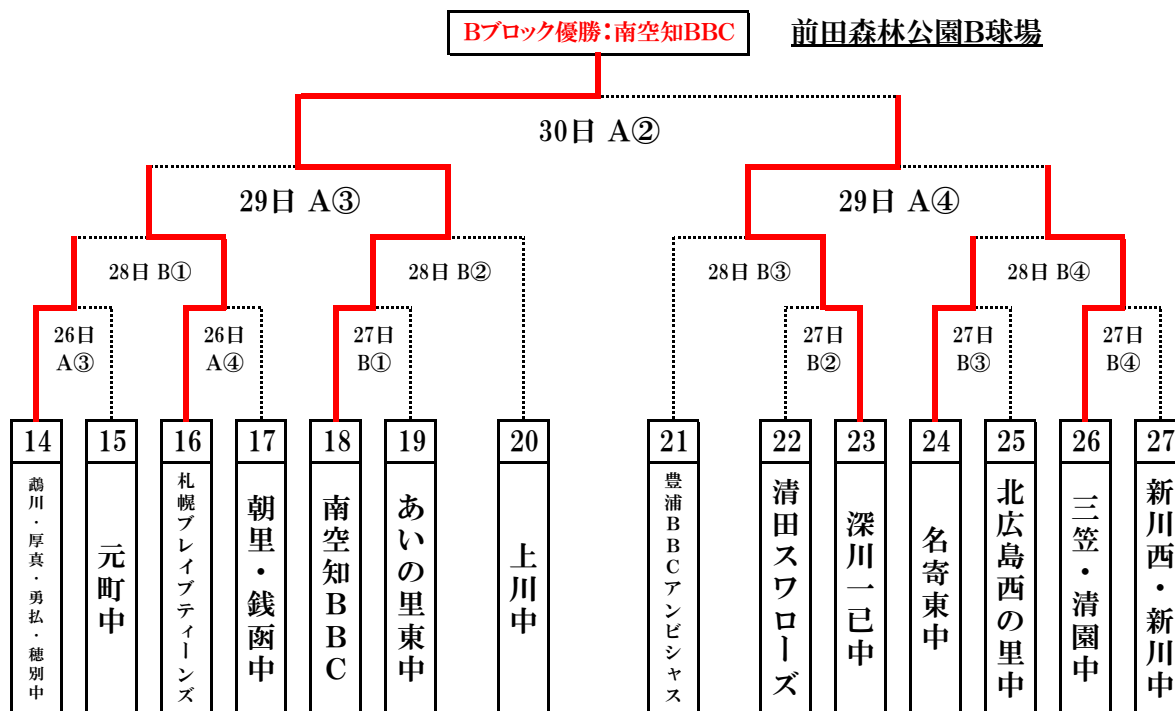 Bブロック優勝:南空知BBC
前田森林公園B球場
30日 A②
29日 A③
29日 A④
28日 B①
28日 B②
28日 B③
28日 B④
26日
A③
26日
A④
27日
B①
27日
B②
27日
B③
27日
B④
14
15
16
17
18
19
20
21
22
23
24
25
26
27
鵡川・厚真・勇払・穂別中
元町中
札幌ブレイブティーンズ
朝里・銭函中
南空知BBC
あいの里東中
上川中
豊浦BBCアンビシャス
清田スワローズ
深川一已中
名寄東中
北広島西の里中
三笠・清園中
新川西・新川中